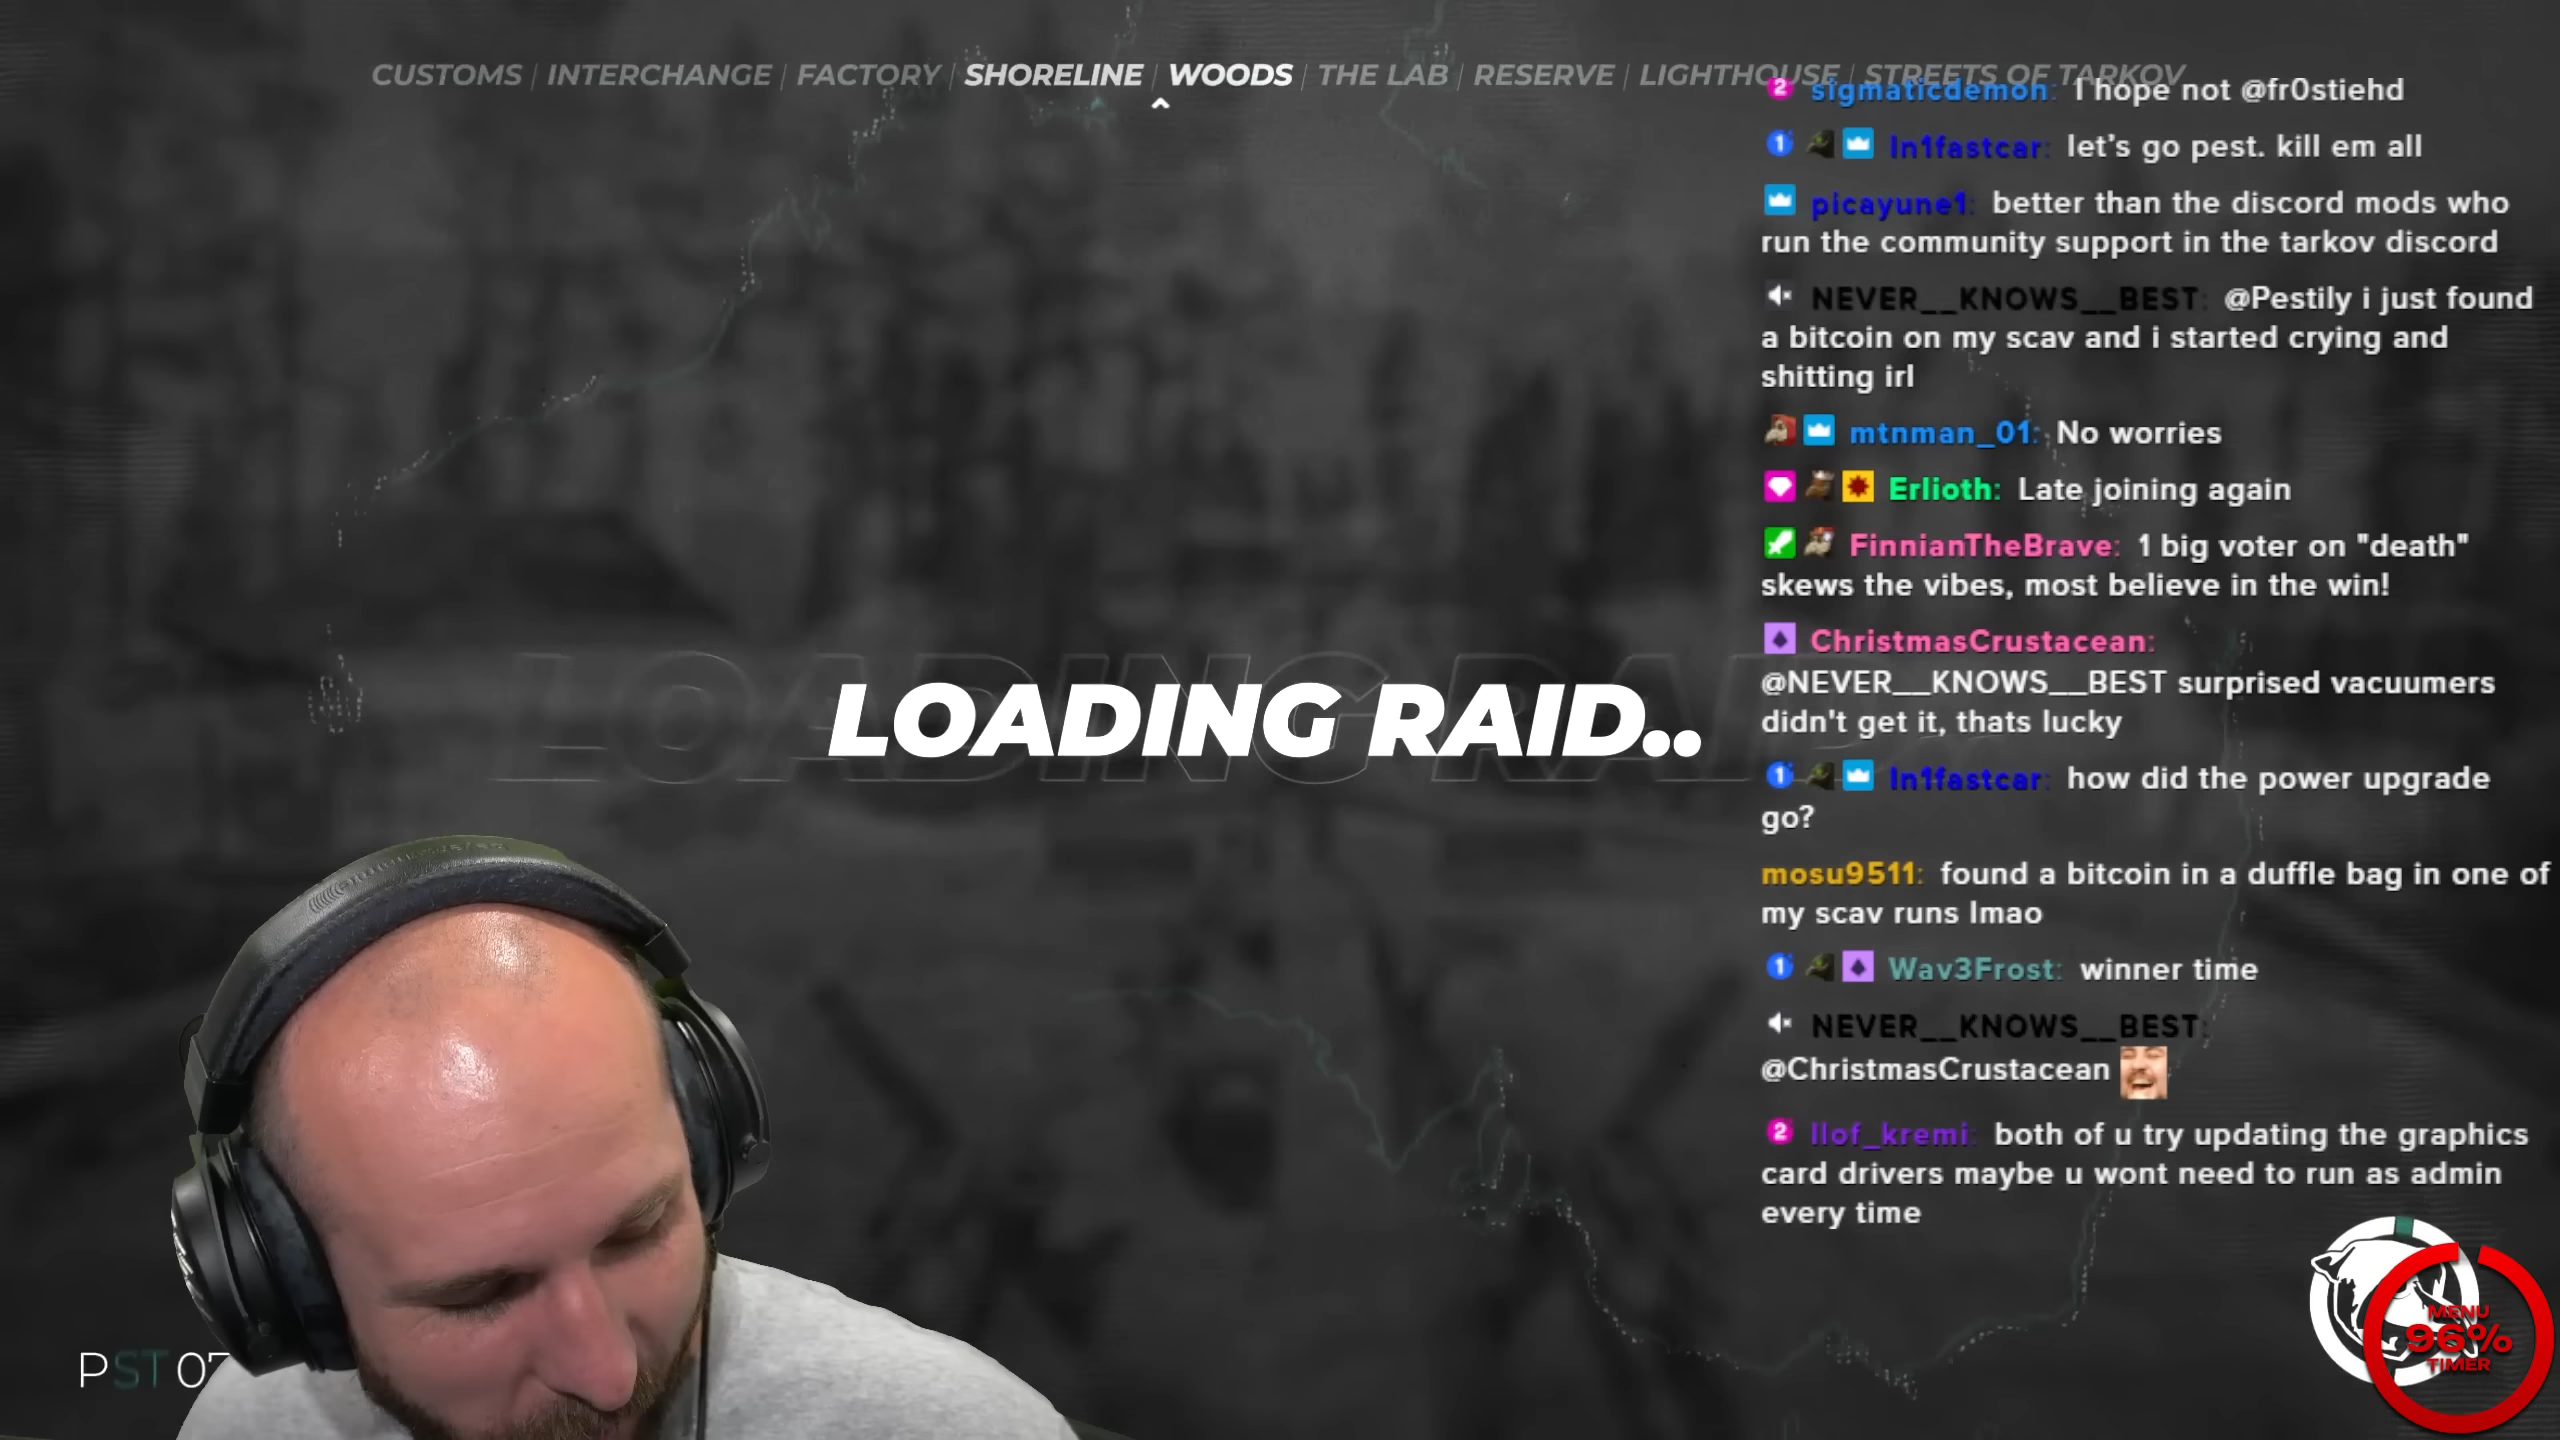 CUSTOMS | INTERCHANGE | FACTORY | SHORELINE | WOODS | THE LAB | RESERVE | LIGHTHOUSE | STREETS OF TARKOV
sigmaticdemon: I hope not @fr0stiehd
ln1fastcar: let's go pest. kill em all
picayune1: better than the discord mods who
run the community support in the tarkov discord
NEVER__KNOWS__BEST: @Pestily i just found
a bitcoin on my scav and i started crying and
shitting irl
mtnman_01: No worries
Erlioth: Late joining again
FinnianTheBrave: 1 big voter on "death"
skews the vibes, most believe in the win!
ChristmasCrustacean:
@NEVER__KNOWS__BEST surprised vacuumers
didn't get it, thats lucky
LOADING RAI
LOADING RAID..
ln1fastcar: how did the power upgrade
go?
mosu9511: found a bitcoin in a duffle bag in one of
my scav runs lmao
Wav3Frost: winner time
NEVER__KNOWS__BEST:
@ChristmasCrustacean
llof_kremi: both of u try updating the graphics
card drivers maybe u wont need to run as admin
every time
MENU
96%
TIMER
PST